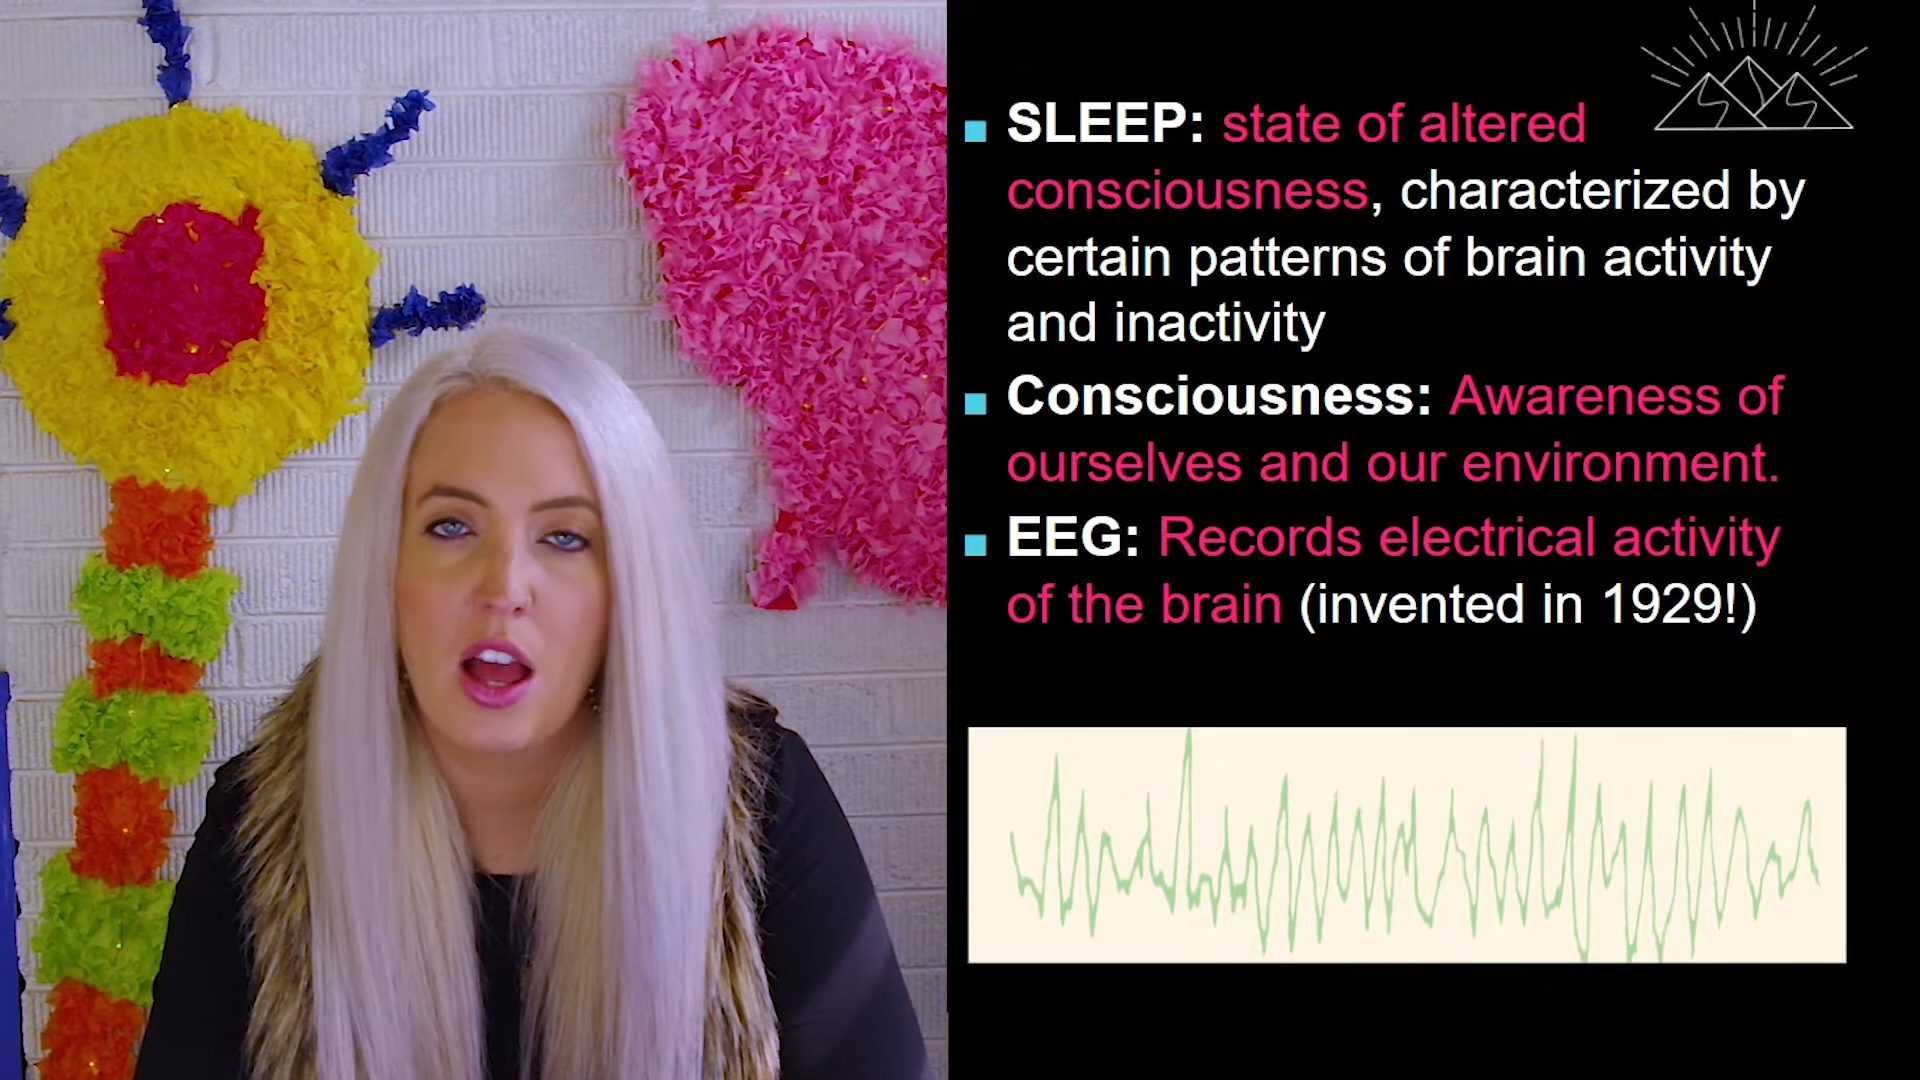 SLEEP: state of altered
consciousness, characterized by
certain patterns of brain activity
and inactivity
Consciousness: Awareness of
ourselves and our environment.
EEG: Records electrical activity
of the brain (invented in 1929!)